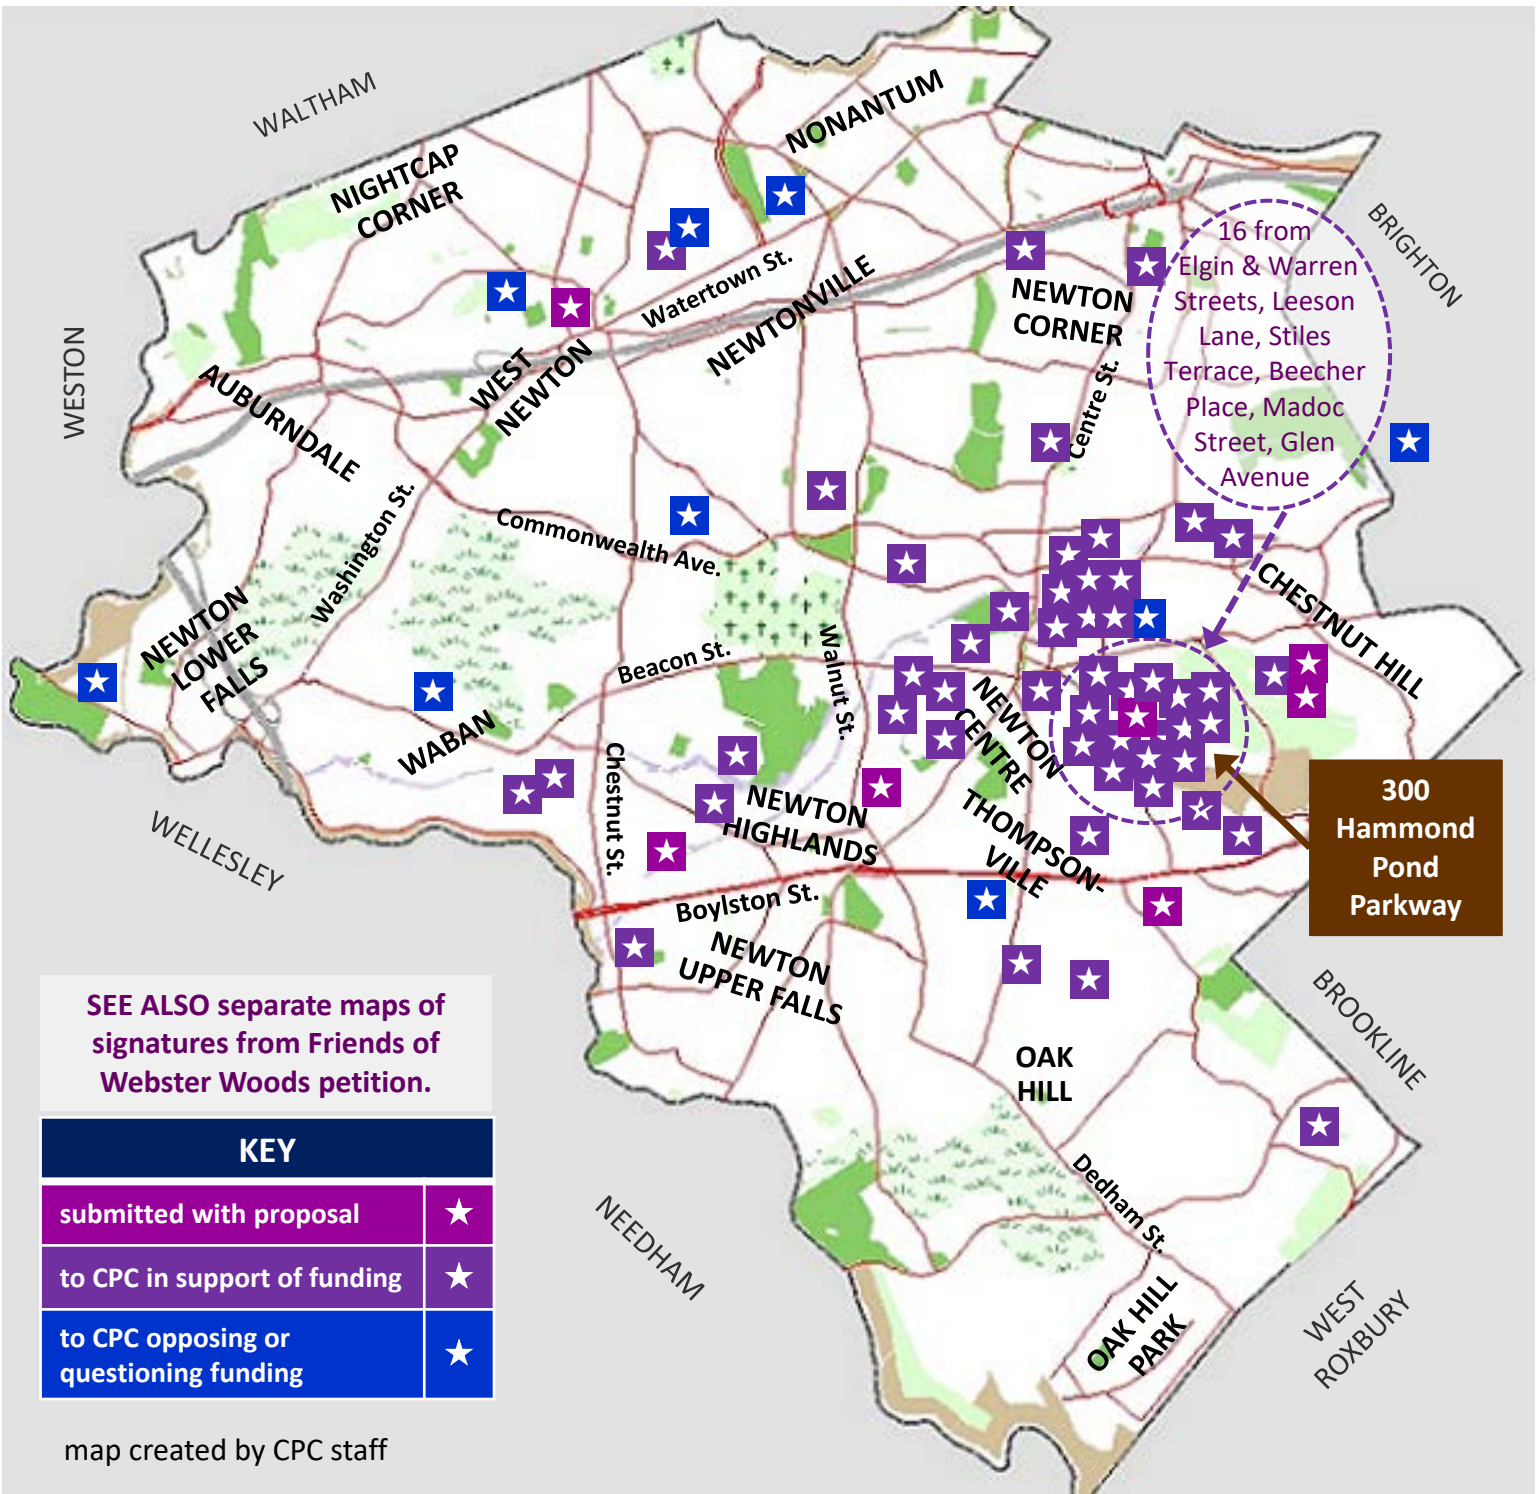 WALTHAM
NONANTUM
NIGHTCAP
CORNER
BRIGHTON
16 from
Elgin & Warren
Streets, Leeson
Lane, Stiles
Terrace, Beecher
Place, Madoc
Street, Glen
Avenue
Watertown St.
NEWTONVILLE
NEWTON
CORNER
WESTON
AUBURNDALE
WEST
NEWTON
Centre St.
Washington St.
Commonwealth Ave.
CHESTNUT HILL
NEWTON
LOWER
FALLS
Beacon St.
Walnut St.
WABAN
Chestnut St.
NEWTON
CENTRE
NEWTON
HIGHLANDS
THOMPSON-
VILLE
300
Hammond
Pond
Parkway
WELLESLEY
Boylston St.
NEWTON
UPPER FALLS
BROOKLINE
SEE ALSO separate maps of
signatures from Friends of
Webster Woods petition.
OAK
HILL
KEY
submitted with proposal
to CPC in support of funding
to CPC opposing or
questioning funding
NEEDHAM
Dedham St.
OAK HILL
PARK
WEST
ROXBURY
map created by CPC staff